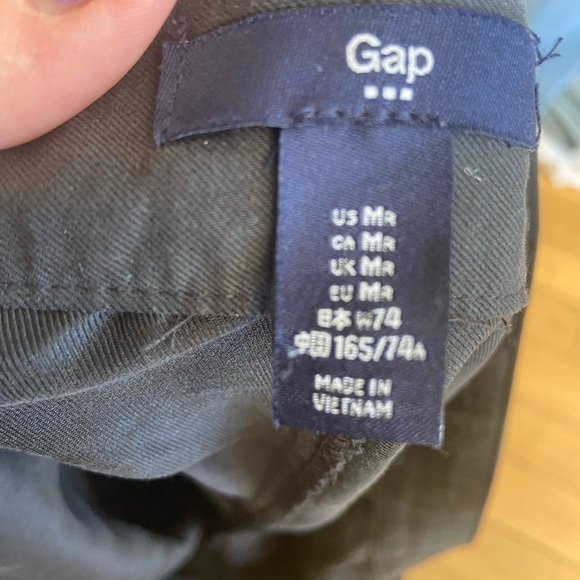 Gap
US MR
CA MR
UK MR
EU MR
日本 W74
中国 165/74A
MADE IN
VIETNAM